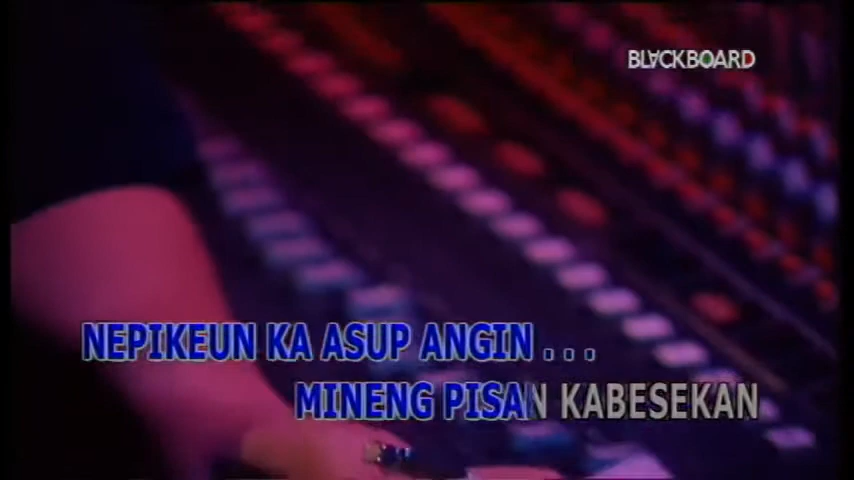 BLACKBOARD
NEPIKEUN KA ASUP ANGIN . . .
MINENG PISAN KABESEKAN